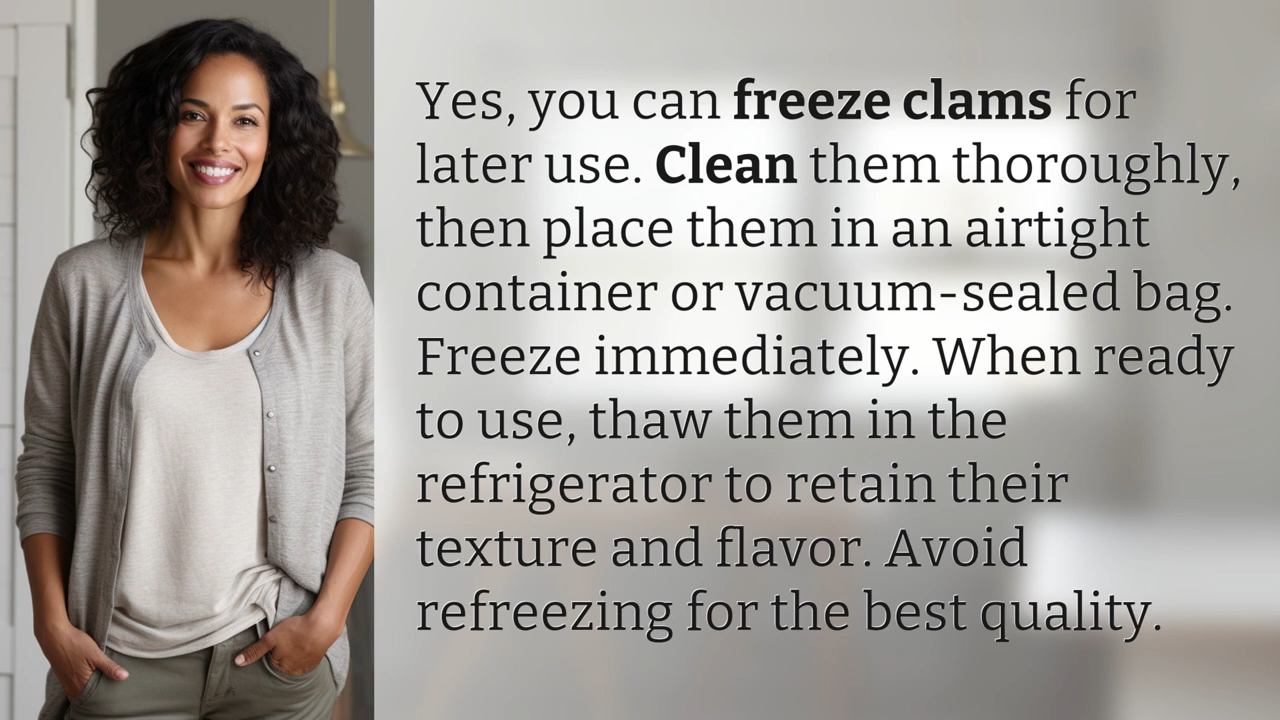 Yes, you can freeze clams for
later use. Clean them thoroughly,
then place them in an airtight
container or vacuum-sealed bag.
Freeze immediately. When ready
to use, thaw them in the
refrigerator to retain their
texture and flavor. Avoid
refreezing for the best quality.